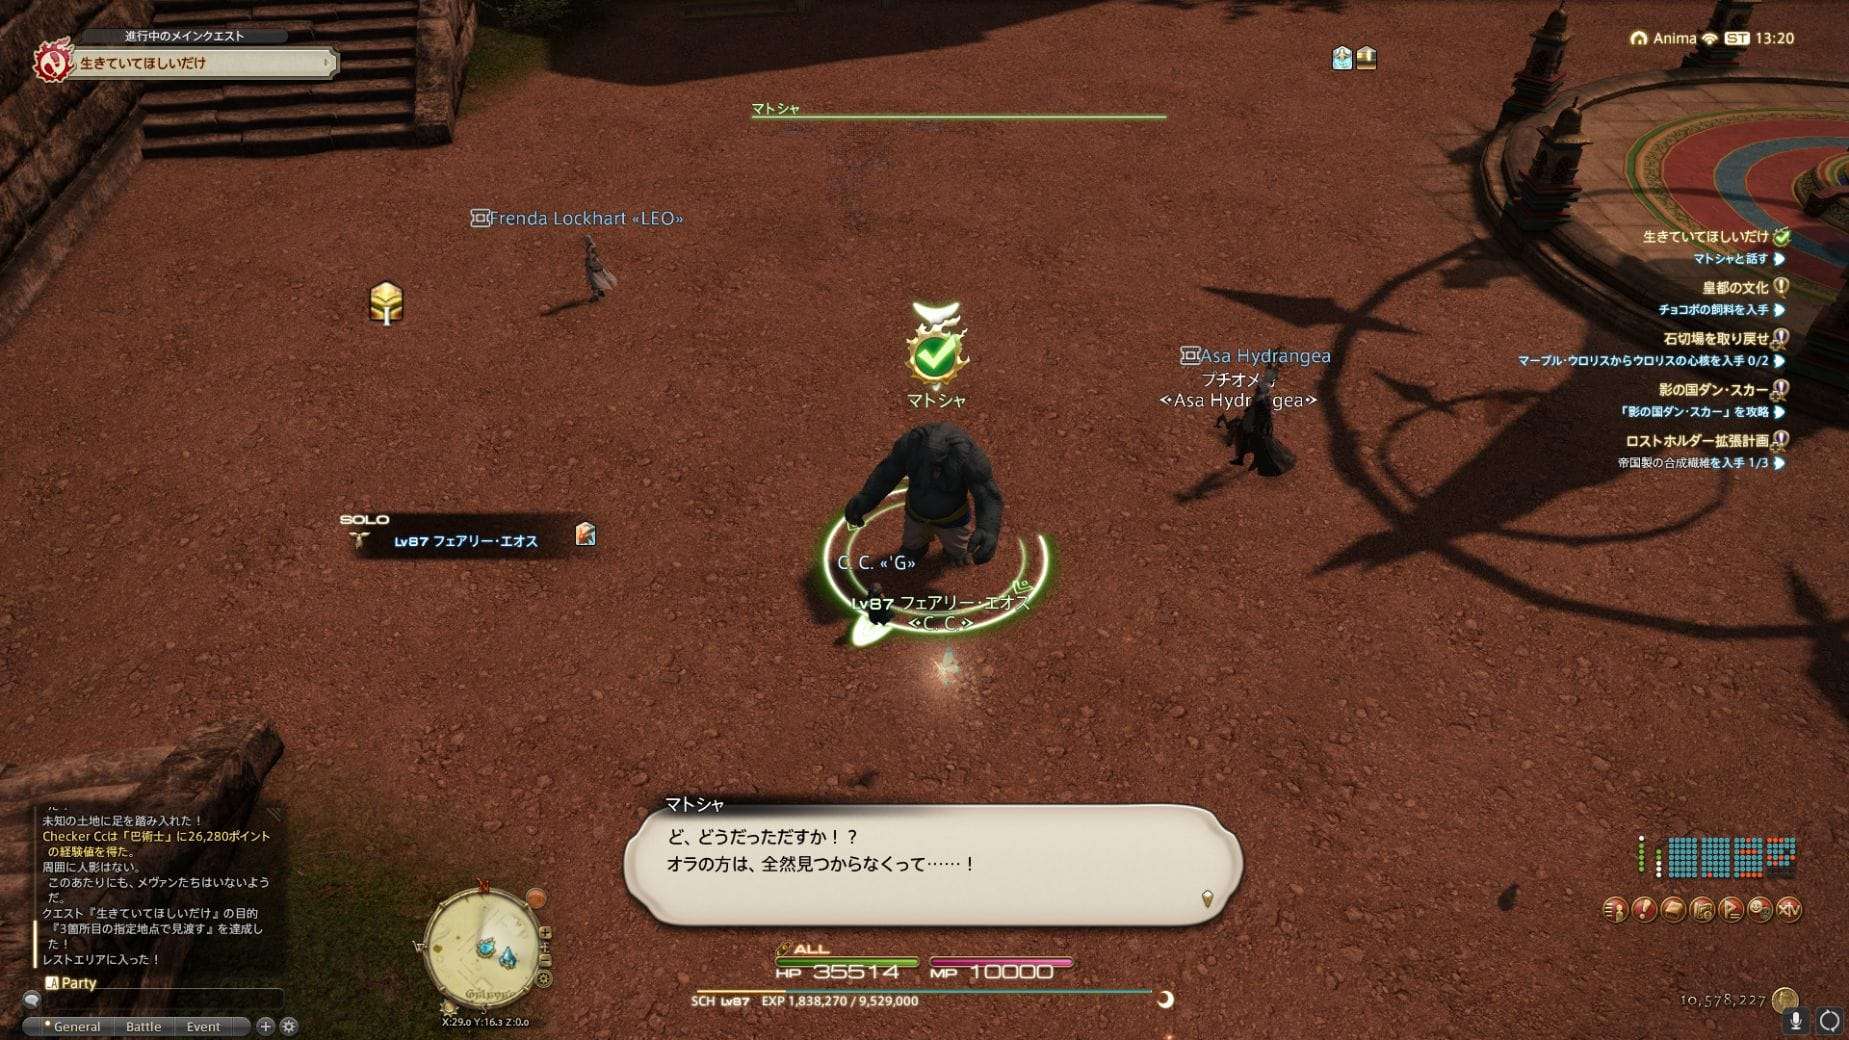 進行中のメインクエスト
生きていてほしいだけ
Anima ST 13:20
マトシャ
Frenda Lockhart «LEO»
生きていてほしいだけ
マトシャと話す
皇都の文化
チョコボの飼料を入手
石切場を取り戻せ
マーブル・ウロリスからウロリスの心核を入手 0/2
影の国ダン・スカー
「影の国ダン・スカー」を攻略
ロストホルダー拡張計画
帝国製の合成繊維を入手 1/3
Asa Hydrangea
プチオメガ
マトシャ
SOLO
Lv87 フェアリー・エオス
C. C. «'G»
Lv87 フェアリー・エオス
<C. C.>
マトシャ
ど、どうだっただすか！？
オラの方は、全然見つからなくって……！
た！
未知の土地に足を踏み入れた！
Checker Ccは「巴術士」に26,280ポイント
の経験値を得た。
周囲に人影はない。
このあたりにも、メヴァンたちはいないよう
だ。
クエスト『生きていてほしいだけ』の目的
『3箇所目の指定地点で見渡す』を達成し
た！
レストエリアに入った！
Party
General Battle Event
X:29.0 Y:16.3 Z:0.0
ALL
HP 35514 MP 10000
SCH Lv87 EXP 1,838,270 / 9,529,000
10,578,227